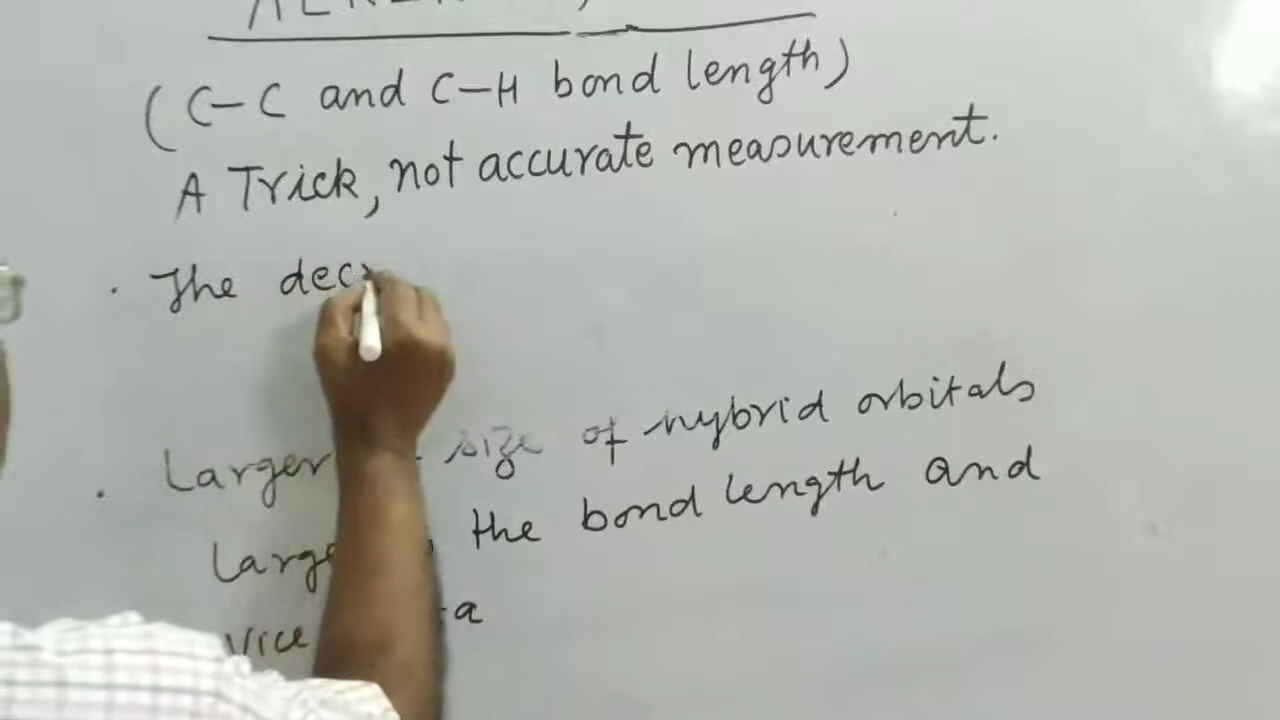 (C-C and C-H bond length)
A Trick, not accurate measurement.
. The dec
. Larger size of hybrid orbitals
the bond length and
vice